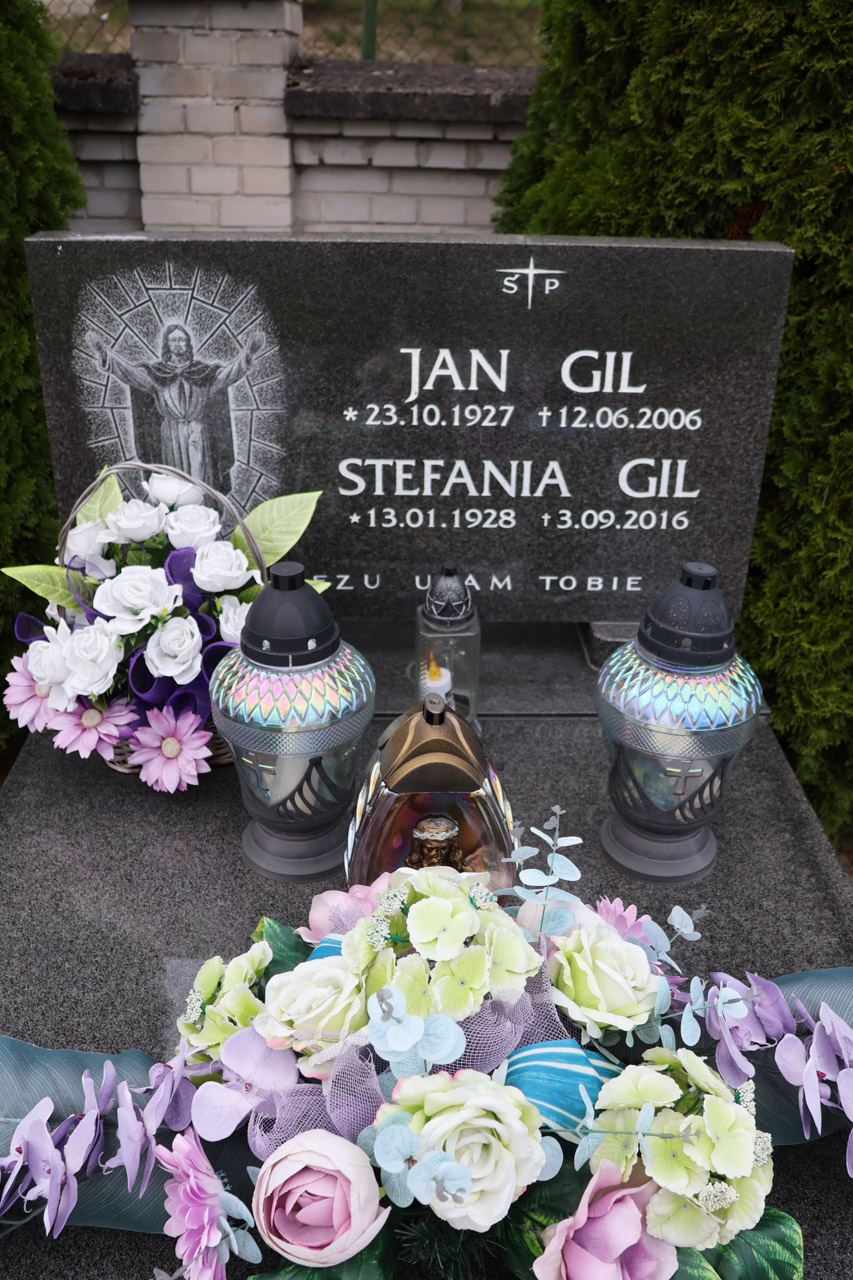 Ś P
JAN GIL
* 23.10.1927 †12.06.2006
STEFANIA GIL
*13.01.1928 †3.09.2016
TOBIE